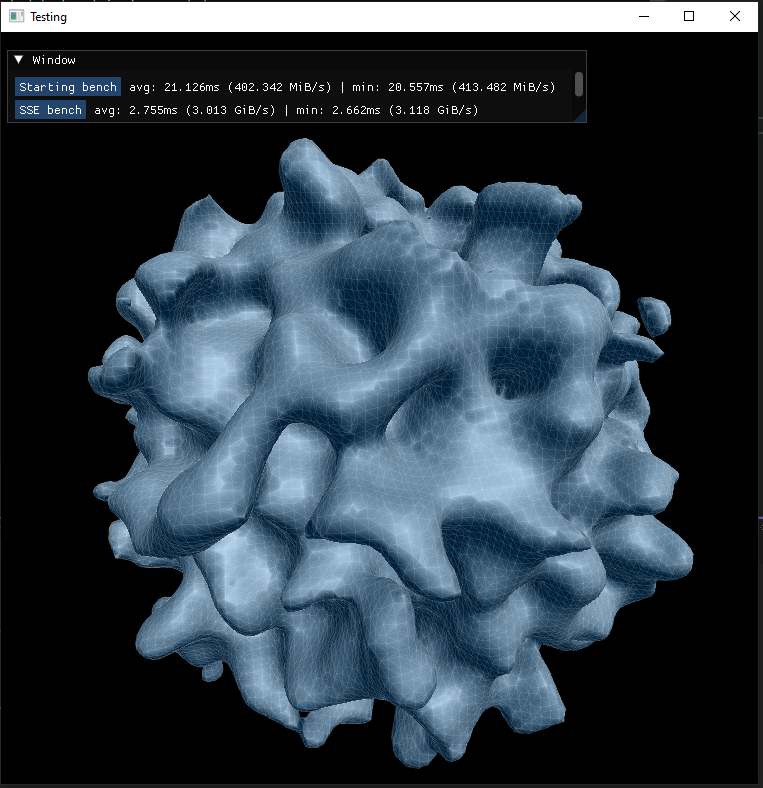 Testing
Window
Starting bench avg: 21.126ms (402.342 MiB/s) | min: 20.557ms (413.482 MiB/s)
SSE bench avg: 2.755ms (3.013 GiB/s) | min: 2.662ms (3.118 GiB/s)